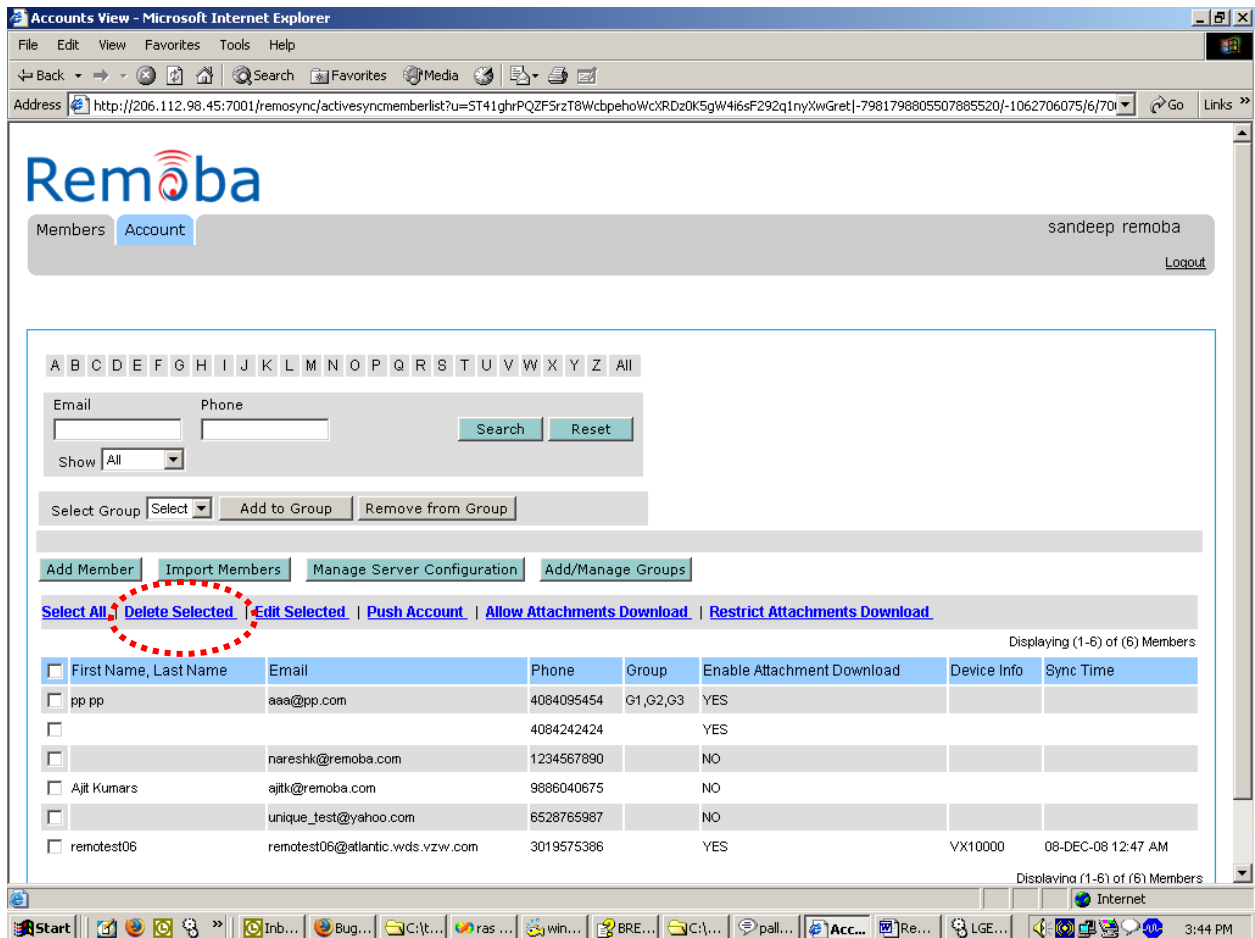 Accounts View - Microsoft Internet Explorer
File Edit View Favorites Tools Help
Back Search Favorites Media
Address http://206.112.98.45:7001/remosync/activesyncmemberlist?u=ST41ghrPQZFSrzT8WcbpehoWcXRDz0K5gW4i6sF292q1nyXwGret|-7981798805507885520/-1062706075/6/70 Go Links »
Remoba
Members Account sandeep remoba
Logout
A B C D E F G H I J K L M N O P Q R S T U V W X Y Z All
Email Phone
Search Reset
Show All
Select Group Select Add to Group Remove from Group
Add Member Import Members Manage Server Configuration Add/Manage Groups
Select All | Delete Selected | Edit Selected | Push Account | Allow Attachments Download | Restrict Attachments Download
Displaying (1-6) of (6) Members
First Name, Last Name Email Phone Group Enable Attachment Download Device Info Sync Time
pp pp aaa@pp.com 4084095454 G1,G2,G3 YES
4084242424 YES
nareshk@remoba.com 1234567890 NO
Ajit Kumars ajitk@remoba.com 9886040675 NO
unique_test@yahoo.com 6528765987 NO
remotest06 remotest06@atlantic.wds.vzw.com 3019575386 YES VX10000 08-DEC-08 12:47 AM
Displaying (1-6) of (6) Members
Internet
Start » Inb... Bug... C:\t... ras ... win... BRE... C:\... pall... Acc... Re... LGE... 3:44 PM